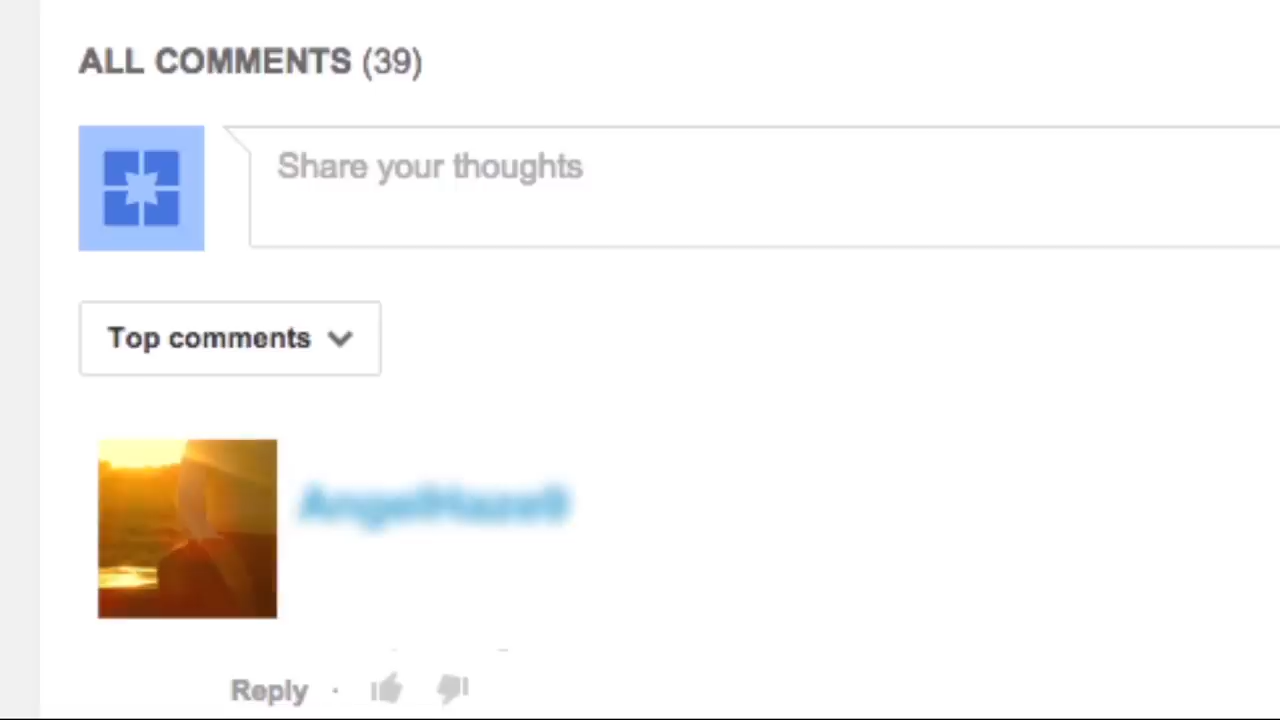 ALL COMMENTS (39)
Share your thoughts
Top comments
Reply ·